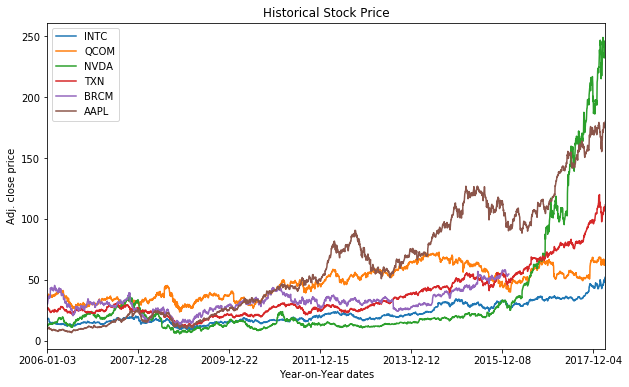 Historical Stock Price
INTC
QCOM
NVDA
TXN
BRCM
AAPL
250
200
150
100
50
0
Adj. close price
2006-01-03 2007-12-28 2009-12-22 2011-12-15 2013-12-12 2015-12-08 2017-12-04
Year-on-Year dates